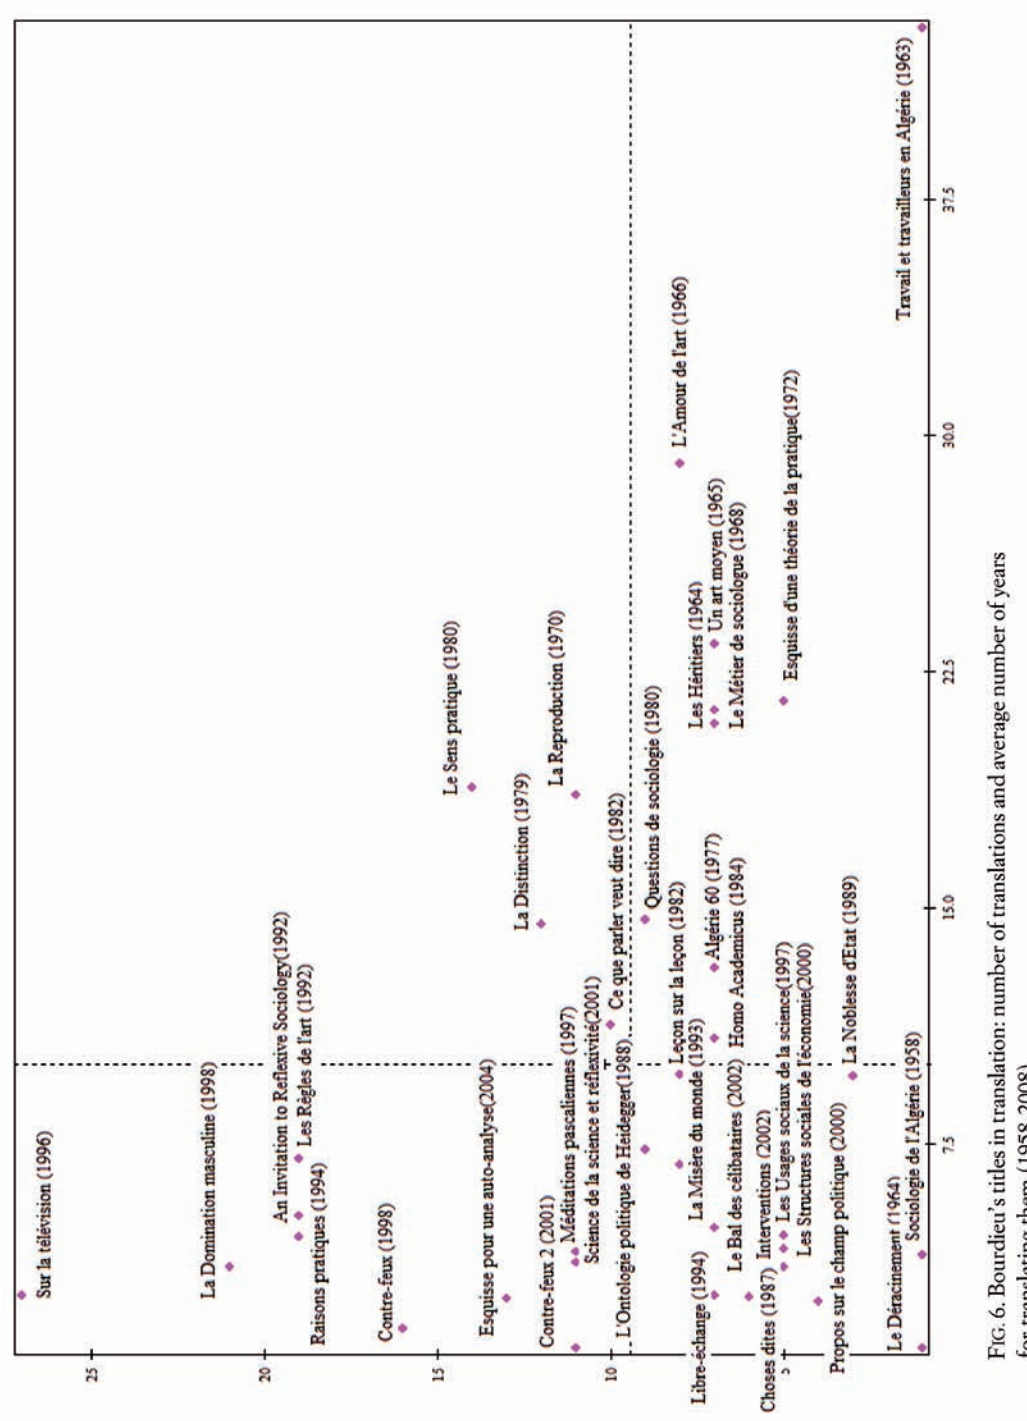 Sur la télévision (1996)
La Domination masculine (1998)
An Invitation to Reflexive Sociology(1992)
Les Règles de l'art (1992)
Raisons pratiques (1994)
Contre-feux (1998)
Le Sens pratique (1980)
Esquisse pour une auto-analyse(2004)
La Distinction (1979)
La Reproduction (1970)
Contre-feux 2 (2001)
Méditations pascaliennes (1997)
Science de la science et réflexivité(2001)
Ce que parler veut dire (1982)
L'Ontologie politique de Heidegger(1988)
Questions de sociologie (1980)
Leçon sur la leçon (1982)
L'Amour de l'art (1966)
La Misère du monde (1993)
Les Héritiers (1964)
Un art moyen (1965)
Le Métier de sociologue (1968)
Libre-échange (1994)
Algérie 60 (1977)
Homo Academicus (1984)
Le Bal des célibataires (2002)
Interventions (2002)
Choses dites (1987)
Les Usages sociaux de la science(1997)
Les Structures sociales de l'économie(2000)
Esquisse d'une théorie de la pratique(1972)
Propos sur le champ politique (2000)
La Noblesse d'Etat (1989)
Le Déracinement (1964)
Sociologie de l'Algérie (1958)
Travail et travailleurs en Algérie (1963)
25
20
15
10
5
7.5
15.0
22.5
30.0
37.5
FIG. 6. Bourdieu's titles in translation: number of translations and average number of years
for translating them (1958-2008)